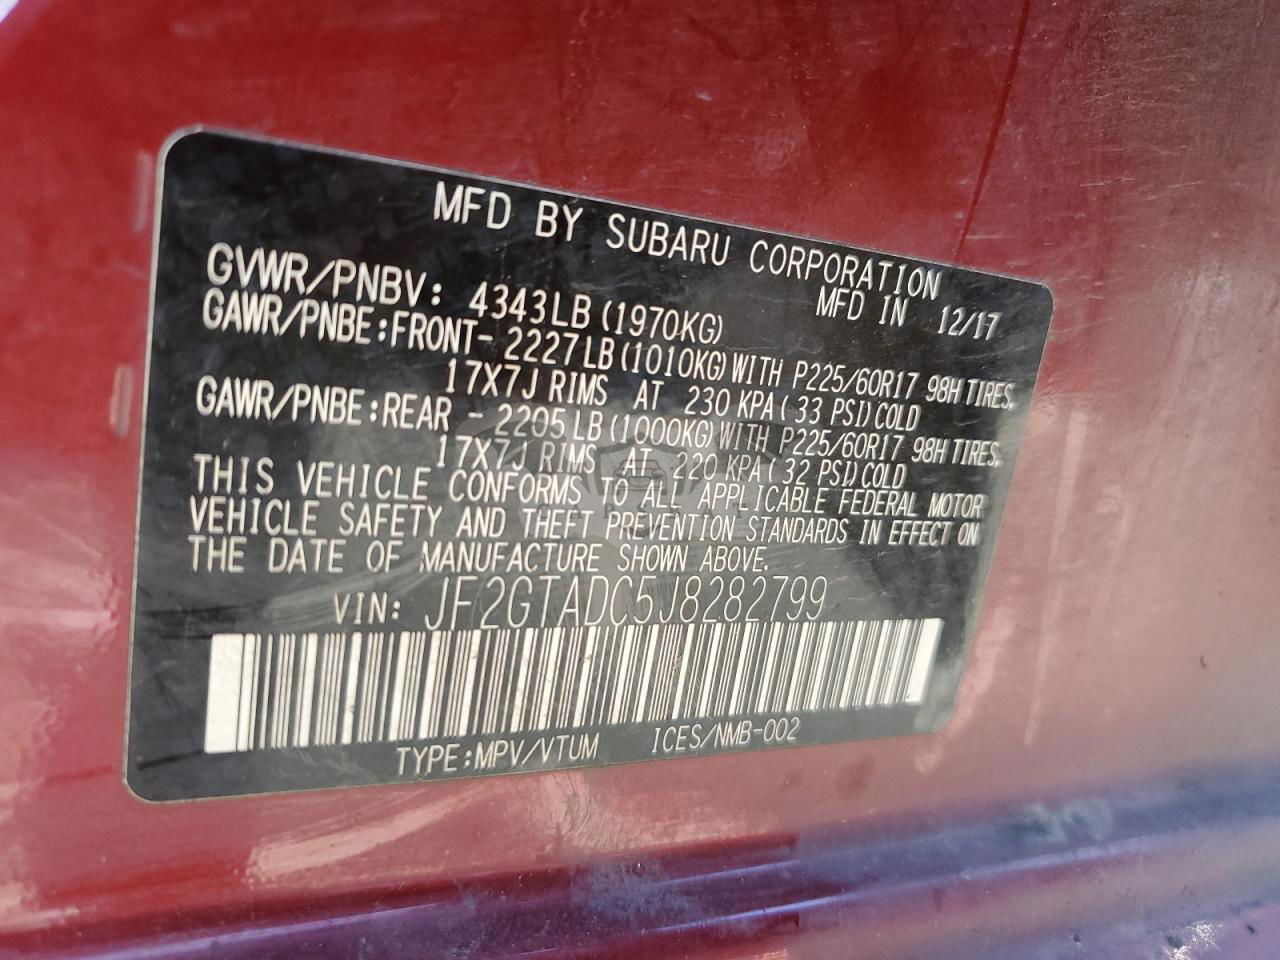 MFD BY SUBARU CORPORATION
MFD IN 12/17
GVWR/PNBV: 4343LB (1970KG)
GAWR/PNBE:FRONT- 2227LB(1010KG)WITH P225/60R17 98H TIRES,
17X7J RIMS AT 230 KPA( 33 PSI)COLD
GAWR/PNBE:REAR - 2205LB(1000KG)WITH P225/60R17 98H TIRES,
17X7J RIMS AT 220 KPA( 32 PSI)COLD
THIS VEHICLE CONFORMS TO ALL APPLICABLE FEDERAL MOTOR
VEHICLE SAFETY AND THEFT PREVENTION STANDARDS IN EFFECT ON
THE DATE OF MANUFACTURE SHOWN ABOVE.
VIN: JF2GTADC5J8282799
TYPE:MPV/VTUM ICES/NMB-002